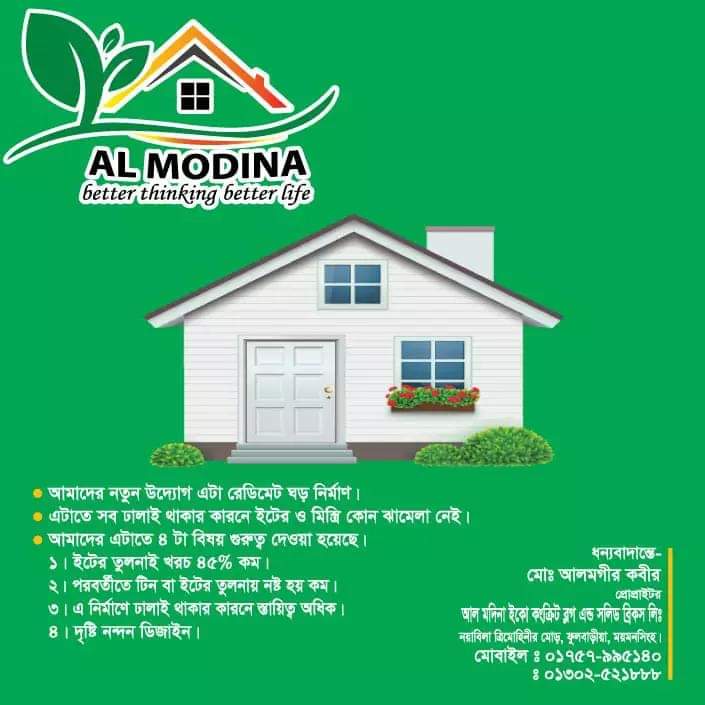 AL MODINA
better thinking better life
আমাদের নতুন উদ্যোগ এটা রেডিমেট ঘড় নির্মাণ।
এটাতে সব ঢালাই থাকার কারনে ইটের ও মিস্ত্রি কোন ঝামেলা নেই।
আমাদের এটাতে ৪ টা বিষয় গুরুত্ব দেওয়া হয়েছে।
১। ইটের তুলনাই খরচ ৪৫% কম।
২। পরবর্তীতে টিন বা ইটের তুলনায় নষ্ট হয় কম।
৩। এ নির্মাণে ঢালাই থাকার কারনে স্তায়িত্ব অধিক।
৪। দৃষ্টি নন্দন ডিজাইন।
ধন্যবাদান্তে-
মোঃ আলমগীর কবীর
প্রোপ্রাইটর
আল মদিনা ইকো কংক্রিট ব্লগ এন্ড সলিড ব্রিকস লিঃ
নয়াবিলা ত্রিমোহিনীর মোড়, ফুলবাড়ীয়া, ময়মনসিংহ।
মোবাইল ঃ ০১৭৫৭-৯৯৫১৪০
ঃ ০১৩০২-৫২১৮৮৮